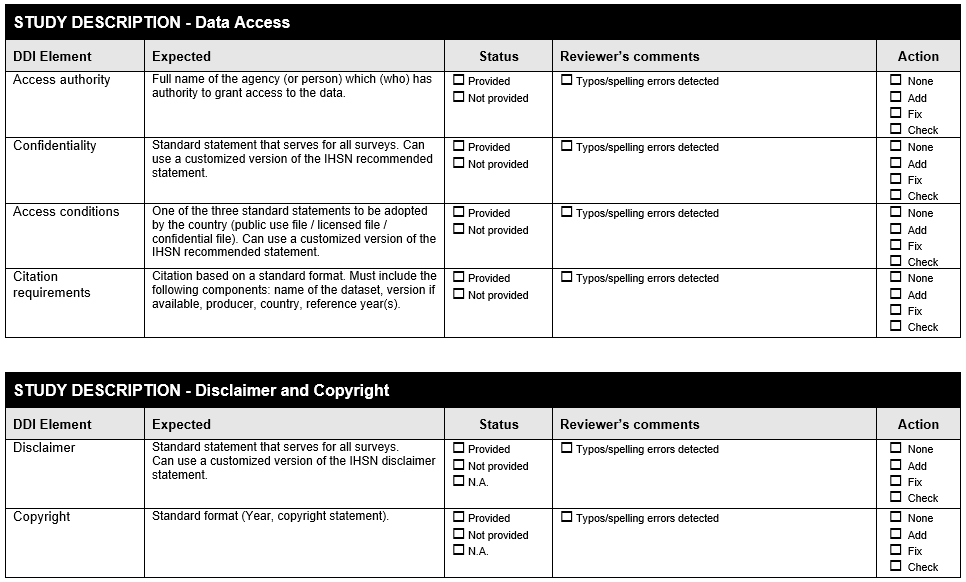 STUDY DESCRIPTION - Data Access
DDI Element Expected Status Reviewer's comments Action
Access authority
Full name of the agency (or person) which (who) has
authority to grant access to the data.
☐ Provided
☐ Not provided
☐ Typos/spelling errors detected
☐ None
☐ Add
☐ Fix
☐ Check
Confidentiality
Standard statement that serves for all surveys. Can
use a customized version of the IHSN recommended
statement.
☐ Provided
☐ Not provided
☐ Typos/spelling errors detected
☐ None
☐ Add
☐ Fix
☐ Check
Access conditions
One of the three standard statements to be adopted
by the country (public use file / licensed file /
confidential file). Can use a customized version of the
IHSN recommended statement.
☐ Provided
☐ Not provided
☐ Typos/spelling errors detected
☐ None
☐ Add
☐ Fix
☐ Check
Citation
requirements
Citation based on a standard format. Must include the
following components: name of the dataset, version if
available, producer, country, reference year(s).
☐ Provided
☐ Not provided
☐ Typos/spelling errors detected
☐ None
☐ Add
☐ Fix
☐ Check
STUDY DESCRIPTION - Disclaimer and Copyright
DDI Element Expected Status Reviewer's comments Action
Disclaimer
Standard statement that serves for all surveys.
Can use a customized version of the IHSN disclaimer
statement.
☐ Provided
☐ Not provided
☐ N.A.
☐ Typos/spelling errors detected
☐ None
☐ Add
☐ Fix
☐ Check
Copyright
Standard format (Year, copyright statement).
☐ Provided
☐ Not provided
☐ N.A.
☐ Typos/spelling errors detected
☐ None
☐ Add
☐ Fix
☐ Check